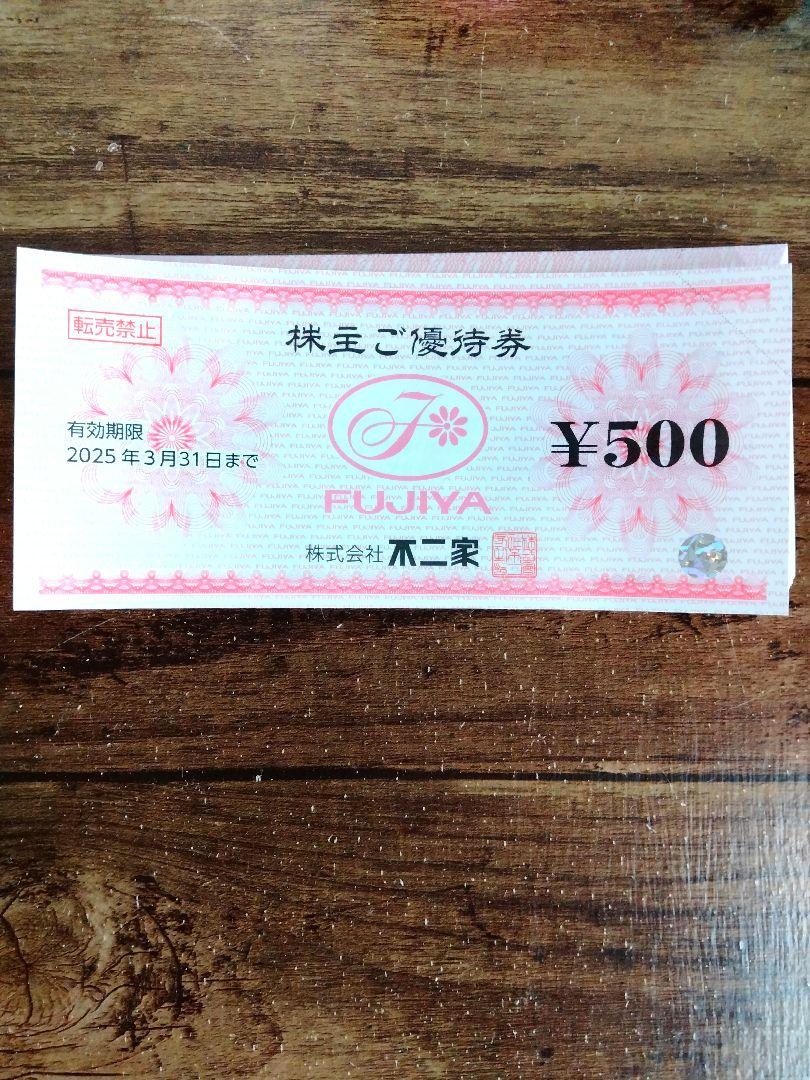 転売禁止
株主ご優待券
有効期限
2025年3月31日まで
¥500
FUJIYA
株式会社 不二家